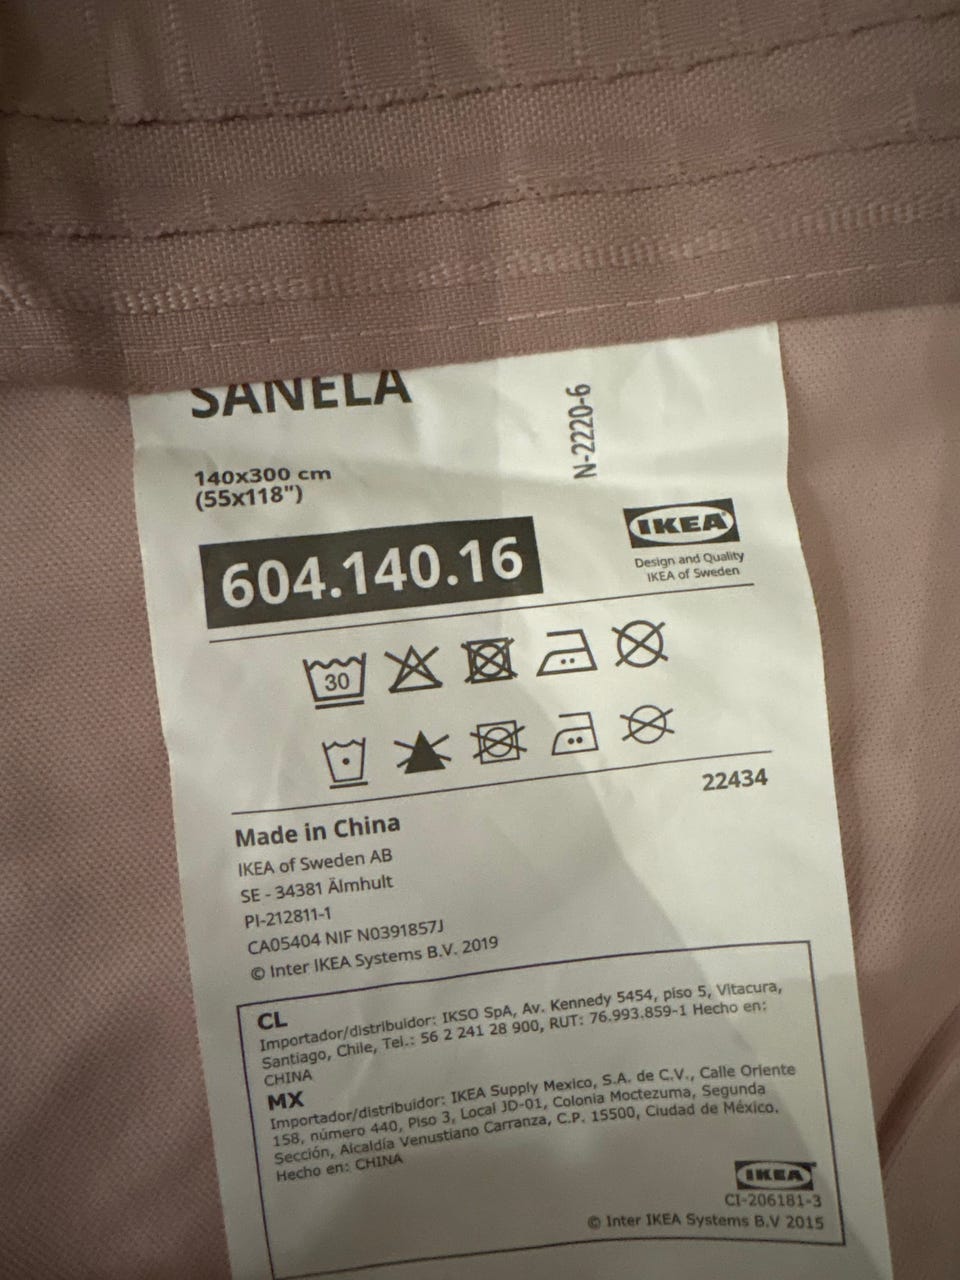 SANELA
N-2220-6
140x300 cm
(55x118")
604.140.16
IKEA
Design and Quality
IKEA of Sweden
30
22434
Made in China
IKEA of Sweden AB
SE - 34381 Älmhult
PI-212811-1
CA05404 NIF N0391857J
© Inter IKEA Systems B.V. 2019
CL
Importador/distribuidor: IKSO SpA, Av. Kennedy 5454, piso 5, Vitacura,
Santiago, Chile, Tel.: 56 2 241 28 900, RUT: 76.993.859-1 Hecho en:
CHINA
MX
Importador/distribuidor: IKEA Supply Mexico, S.A. de C.V., Calle Oriente
158, número 440, Piso 3, Local JD-01, Colonia Moctezuma, Segunda
Sección, Alcaldía Venustiano Carranza, C.P. 15500, Ciudad de México.
Hecho en: CHINA
IKEA
CI-206181-3
© Inter IKEA Systems B.V 2015